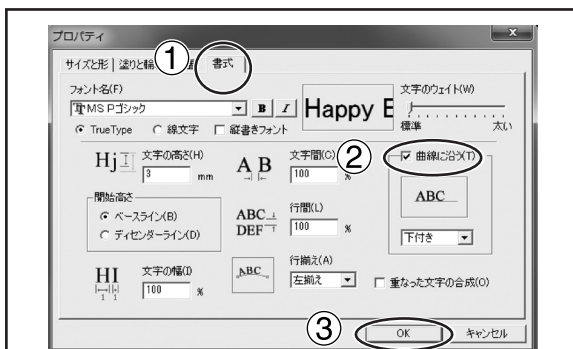 プロパティ
x
サイズと形 塗りと輪 書式
①
フォント名(F)
MS Pゴシック
B I
Happy E
文字のウェイト(W)
標準 太い
TrueType 線文字 縦書きフォント
文字の高さ(H)
Hj 3 mm
文字間(C)
A B 100 %
②
曲線に沿う(T)
ABC
下付き
開始高さ
ベースライン(B)
ディセンダーライン(D)
行間(L)
ABC
DEF 100 %
文字の幅(I)
HI 100 %
1 1
行揃え(A)
ABC 左揃え
重なった文字の合成(O)
③
OK キャンセル